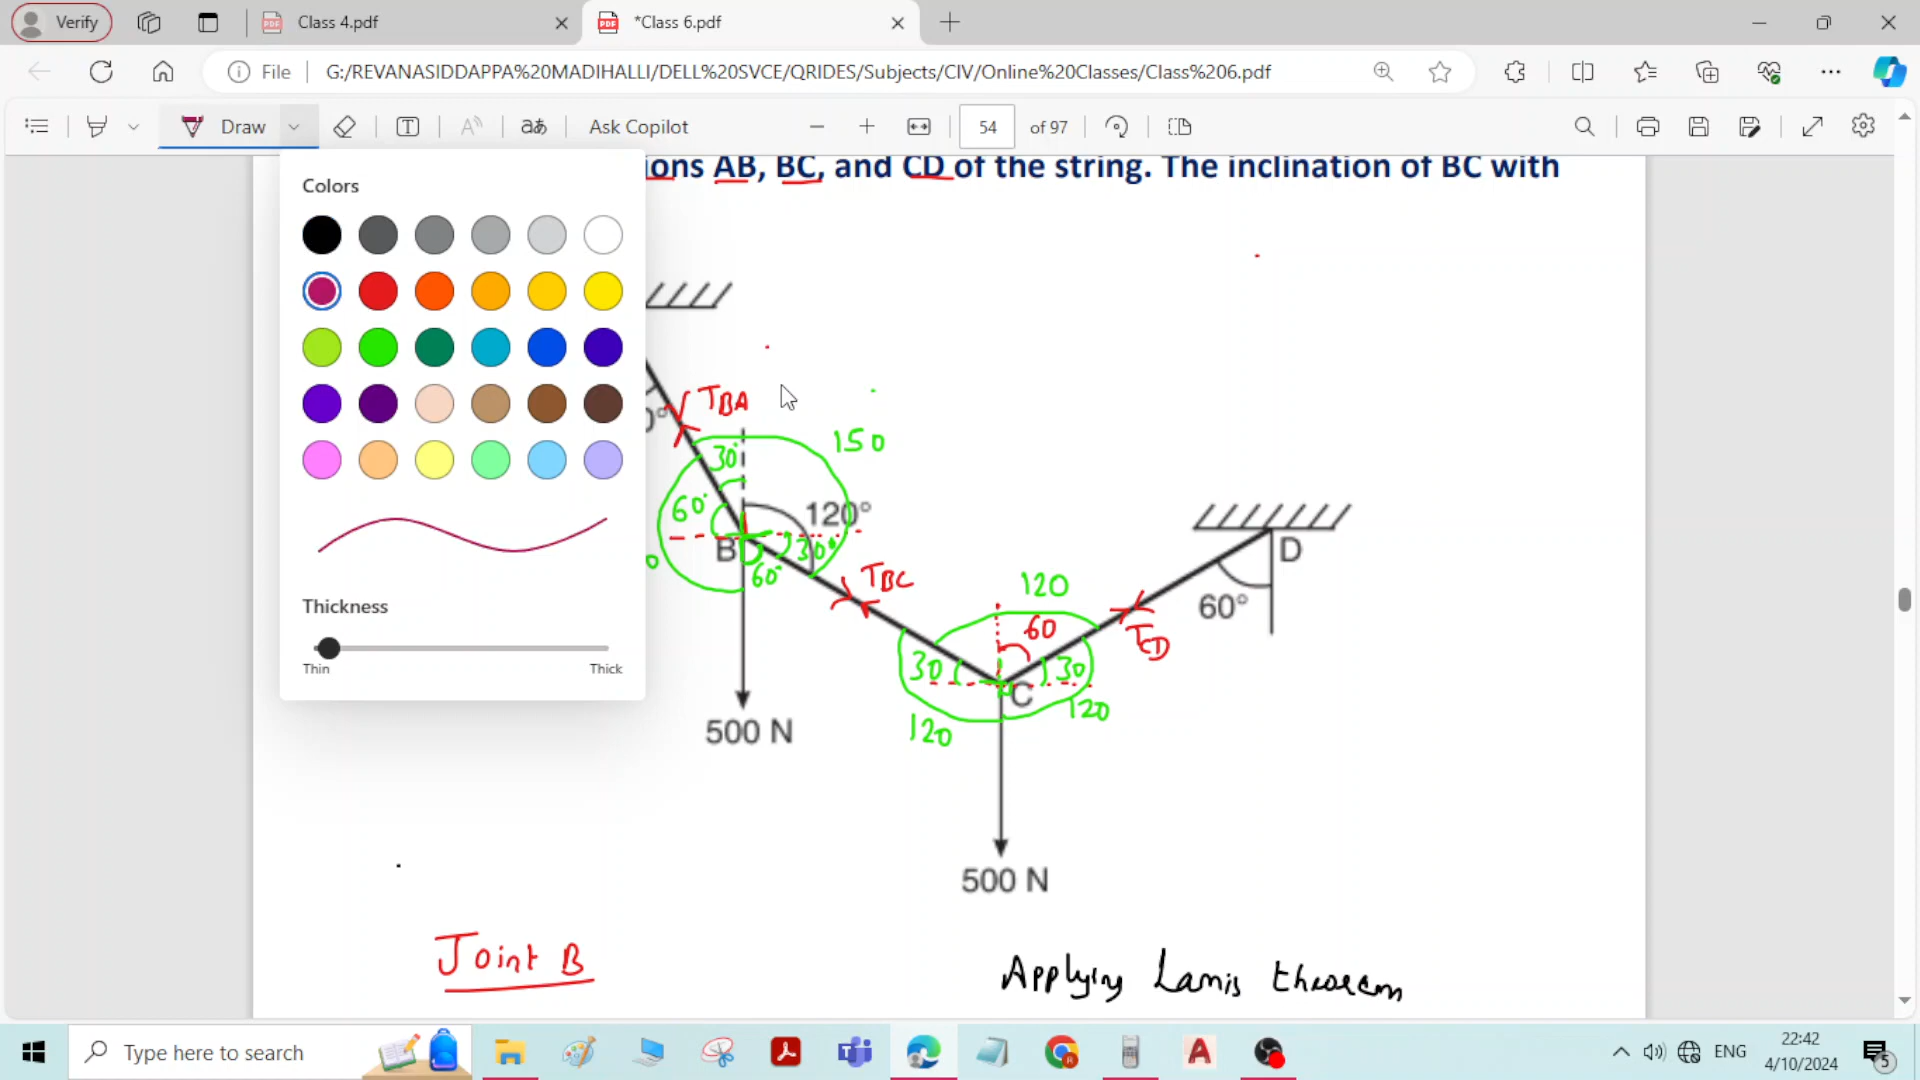 Verify
Class 4.pdf
*Class 6.pdf
File
G:/REVANASIDDAPPA%20MADIHALLI/DELL%20SVCE/QRIDES/Subjects/CIV/Online%20Classes/Class%206.pdf
Draw
Ask Copilot
54
of 97
ions AB, BC, and CD of the string. The inclination of BC with
Colors
Thickness
Thin
Thick
TBA
150
30°
60°
120°
B
30°
60°
TBC
0
500 N
120
60
30
30
C
120
120
TCD
D
60°
500 N
Joint B
Applying Lamis theorem
Type here to search
ENG
22:42
4/10/2024
5